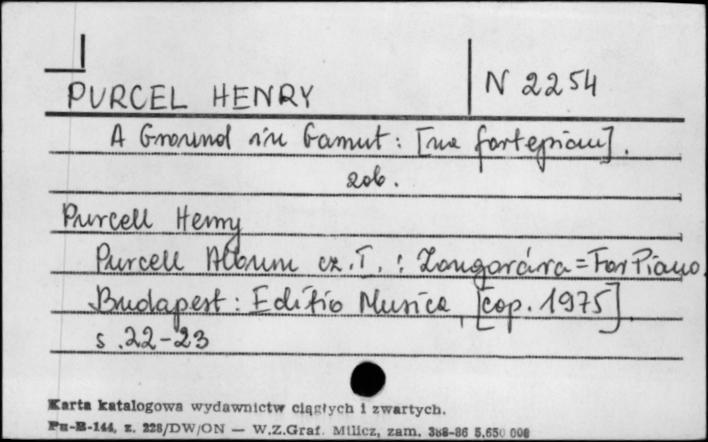 PURCEL HENRY
N 2254
A Ground in Gamut: [na fortepian].
zob.
Purcell Henry
Purcell Album cz. I. : Zongorára = For Piano.
Budapest: Editio Musica, [cop. 1975]
s. 22-23
Karta katalogowa wydawnictw ciągłych i zwartych.
Pu-B-144, z. 228/DW/ON — W.Z.Graf. Milicz, zam. 388-86 5.650 000